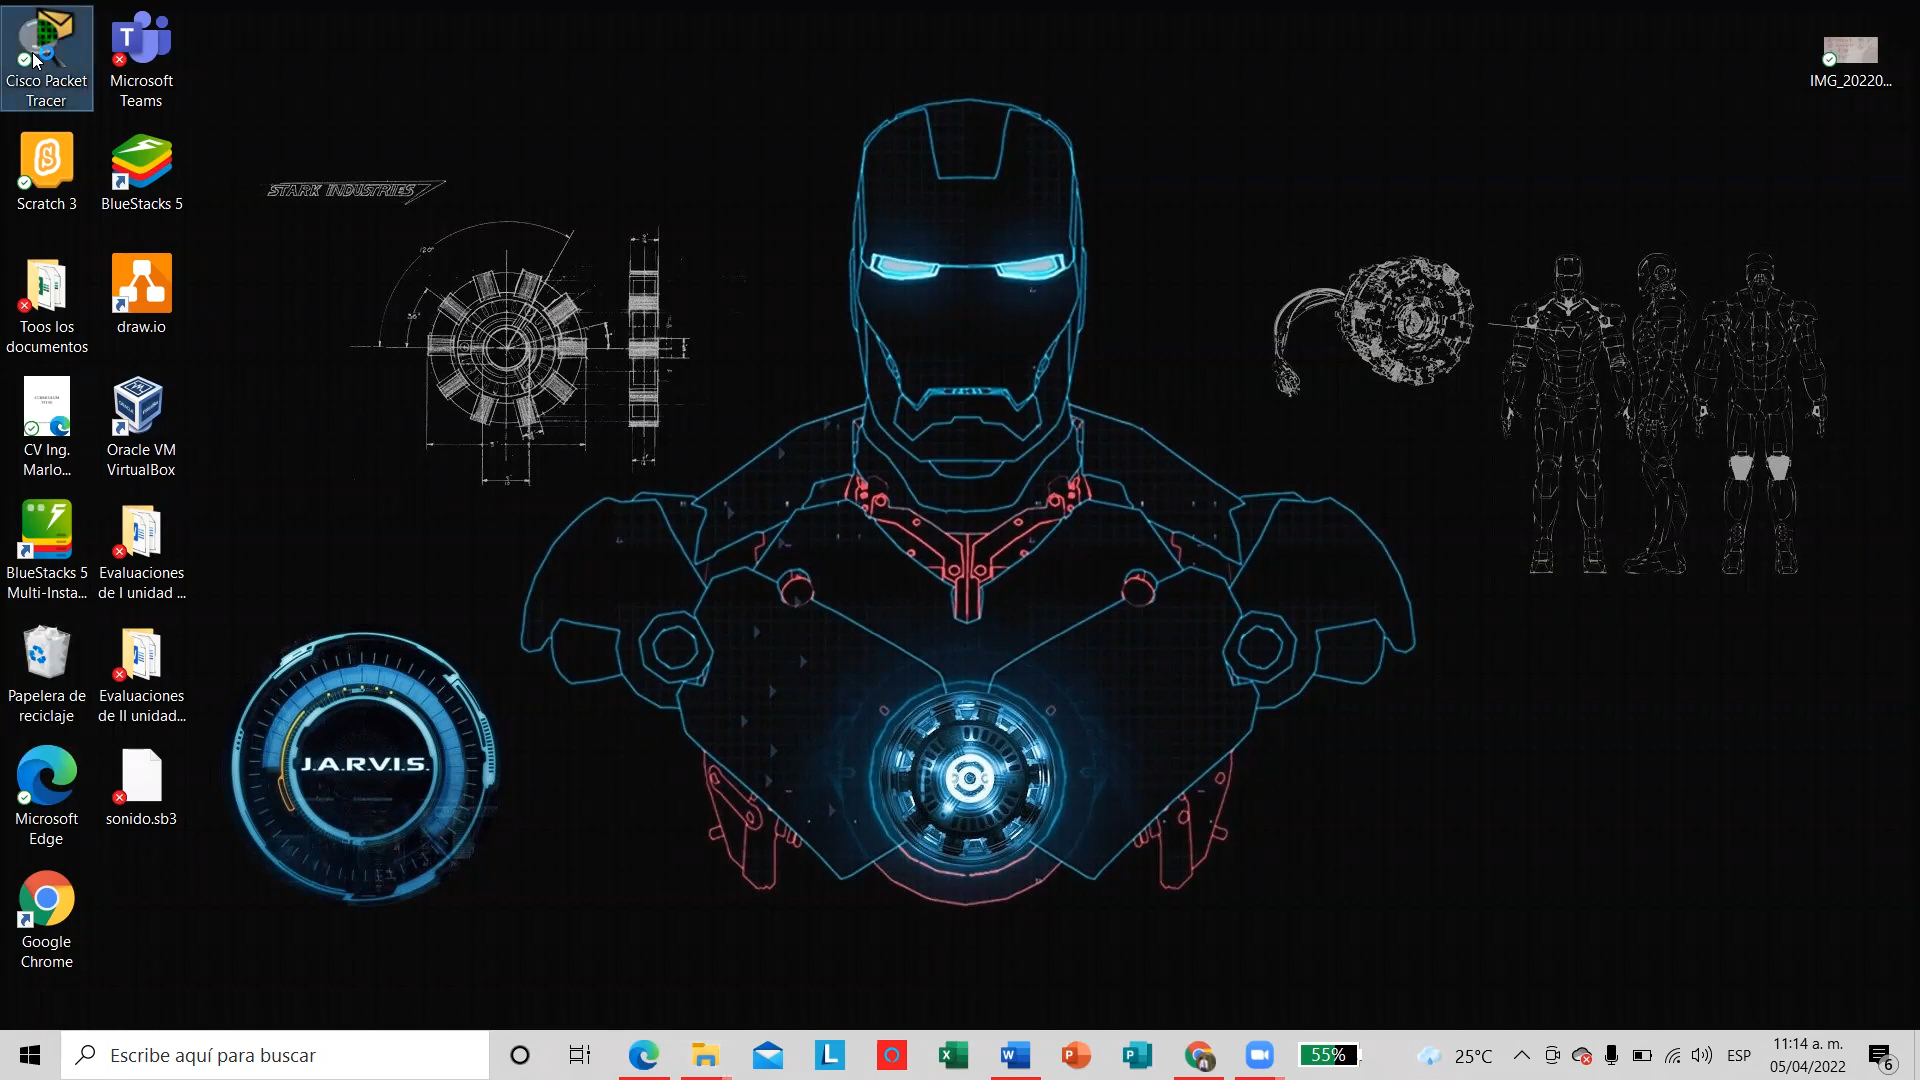 Cisco Packet
Tracer
Microsoft
Teams
Scratch 3
BlueStacks 5
Toos los
documentos
draw.io
CV Ing.
Marlo...
Oracle VM
VirtualBox
BlueStacks 5
Multi-Insta...
Evaluaciones
de I unidad ...
Papelera de
reciclaje
Evaluaciones
de II unidad...
Microsoft
Edge
sonido.sb3
Google
Chrome
IMG_20220...
STARK INDUSTRIES
J.A.R.V.I.S.
Escribe aquí para buscar
55%
25°C
ESP
11:14 a. m.
05/04/2022
6